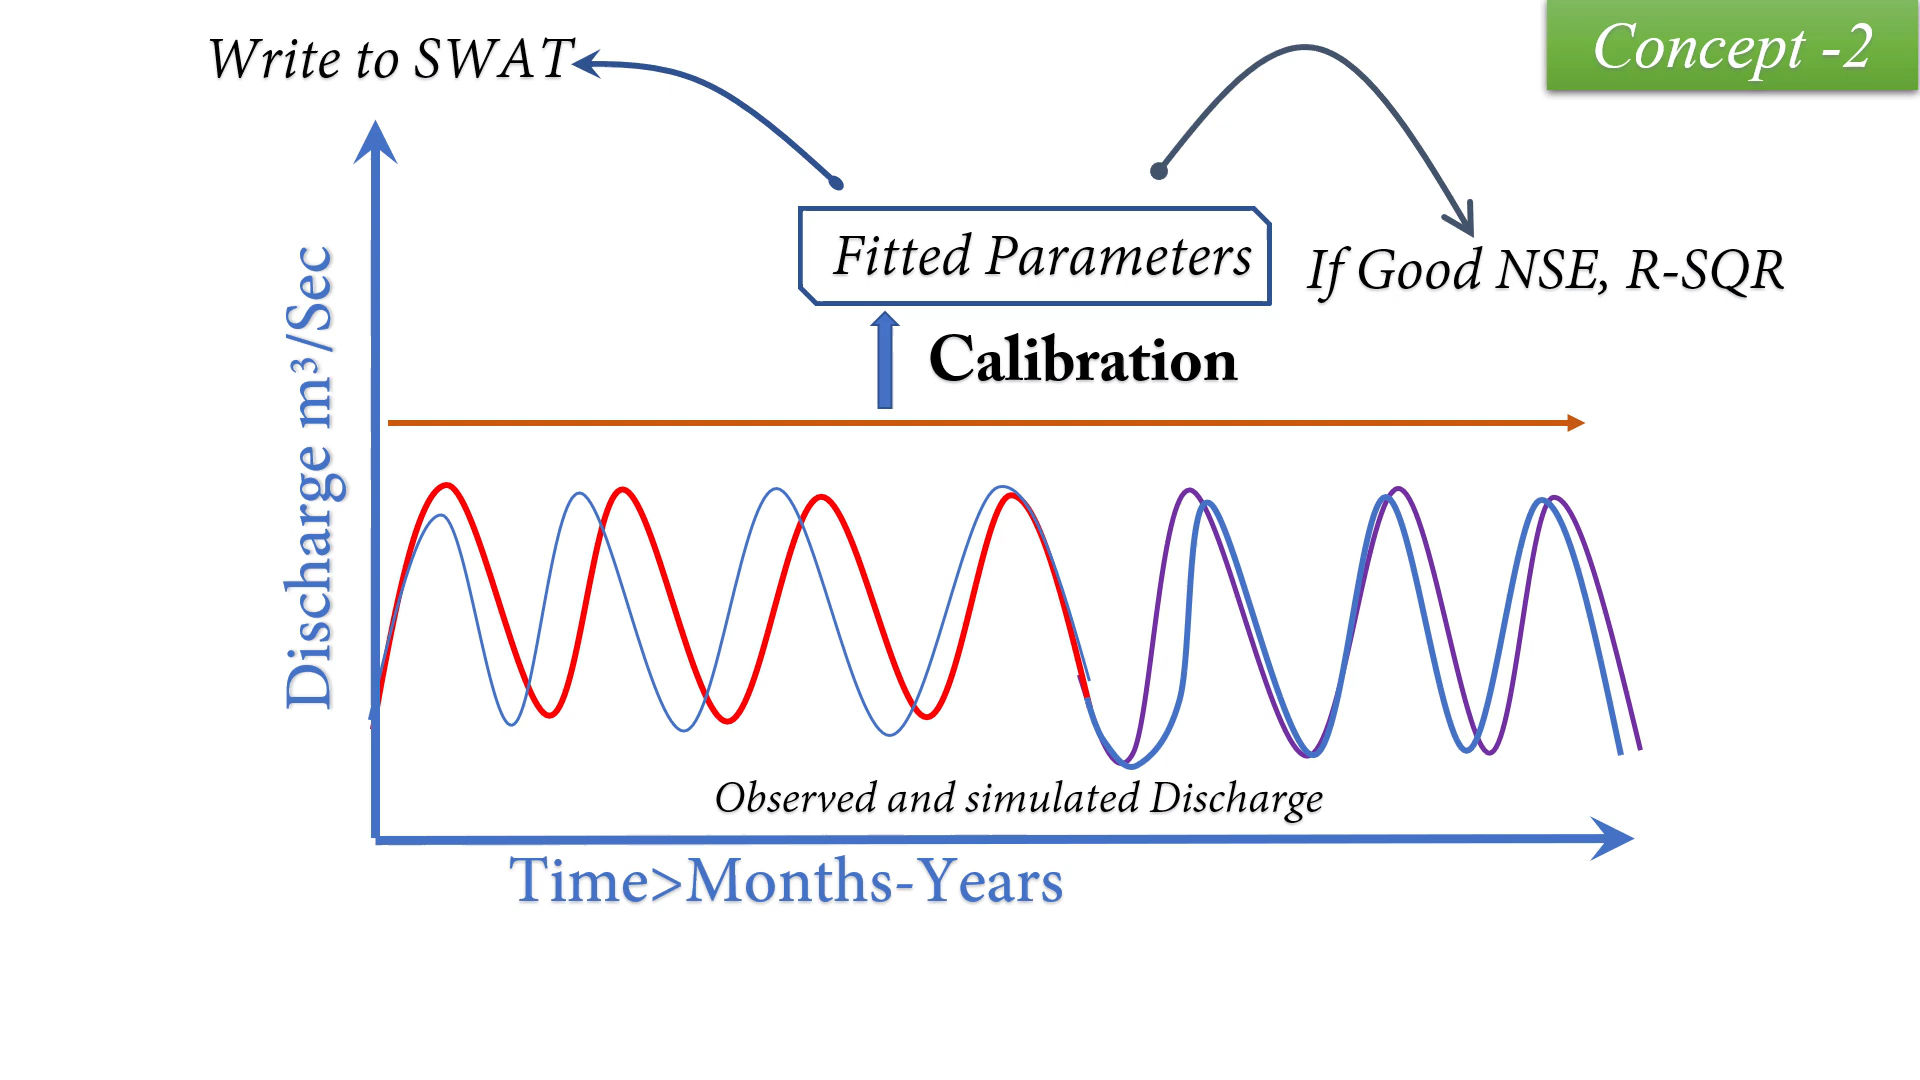 Concept -2
Write to SWAT
Fitted Parameters
If Good NSE, R-SQR
Calibration
Discharge m³/Sec
Observed and simulated Discharge
Time>Months-Years